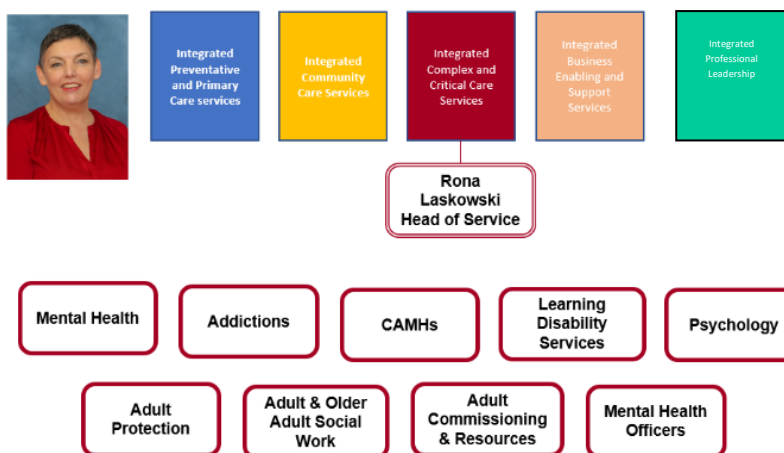 Integrated
Preventative
and Primary
Care services
Integrated
Community
Care Services
Integrated
Complex and
Critical Care
Services
Integrated
Business
Enabling and
Support
Services
Integrated
Professional
Leadership
Rona
Laskowski
Head of Service
Mental Health
Addictions
CAMHs
Learning
Disability
Services
Psychology
Adult
Protection
Adult & Older
Adult Social
Work
Adult
Commissioning
& Resources
Mental Health
Officers